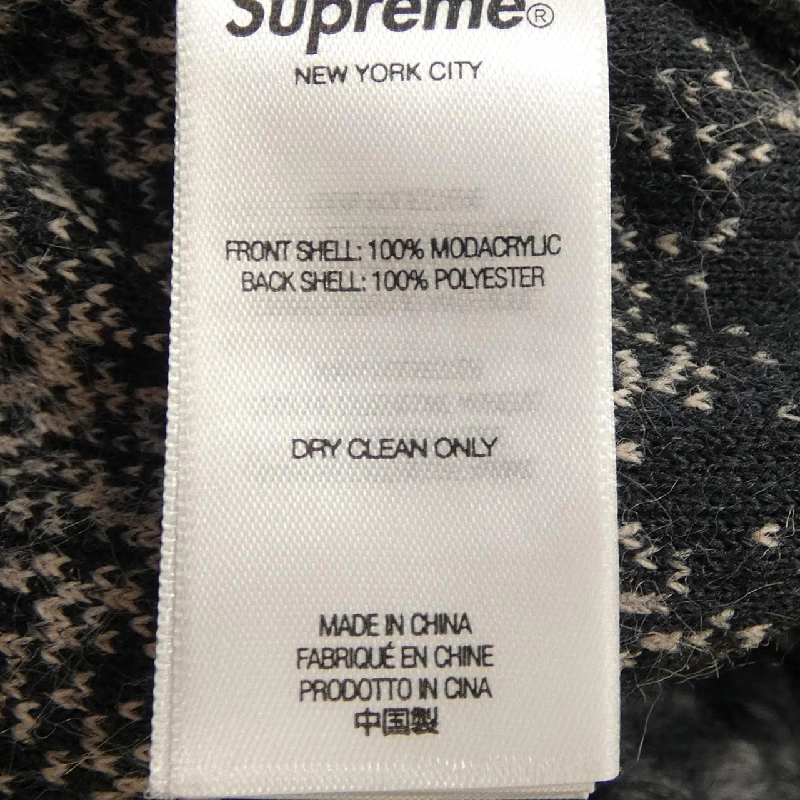 Supreme®
NEW YORK CITY
FRONT SHELL: 100% MODACRYLIC
BACK SHELL: 100% POLYESTER
DRY CLEAN ONLY
MADE IN CHINA
FABRIQUÉ EN CHINE
PRODOTTO IN CINA
中国製